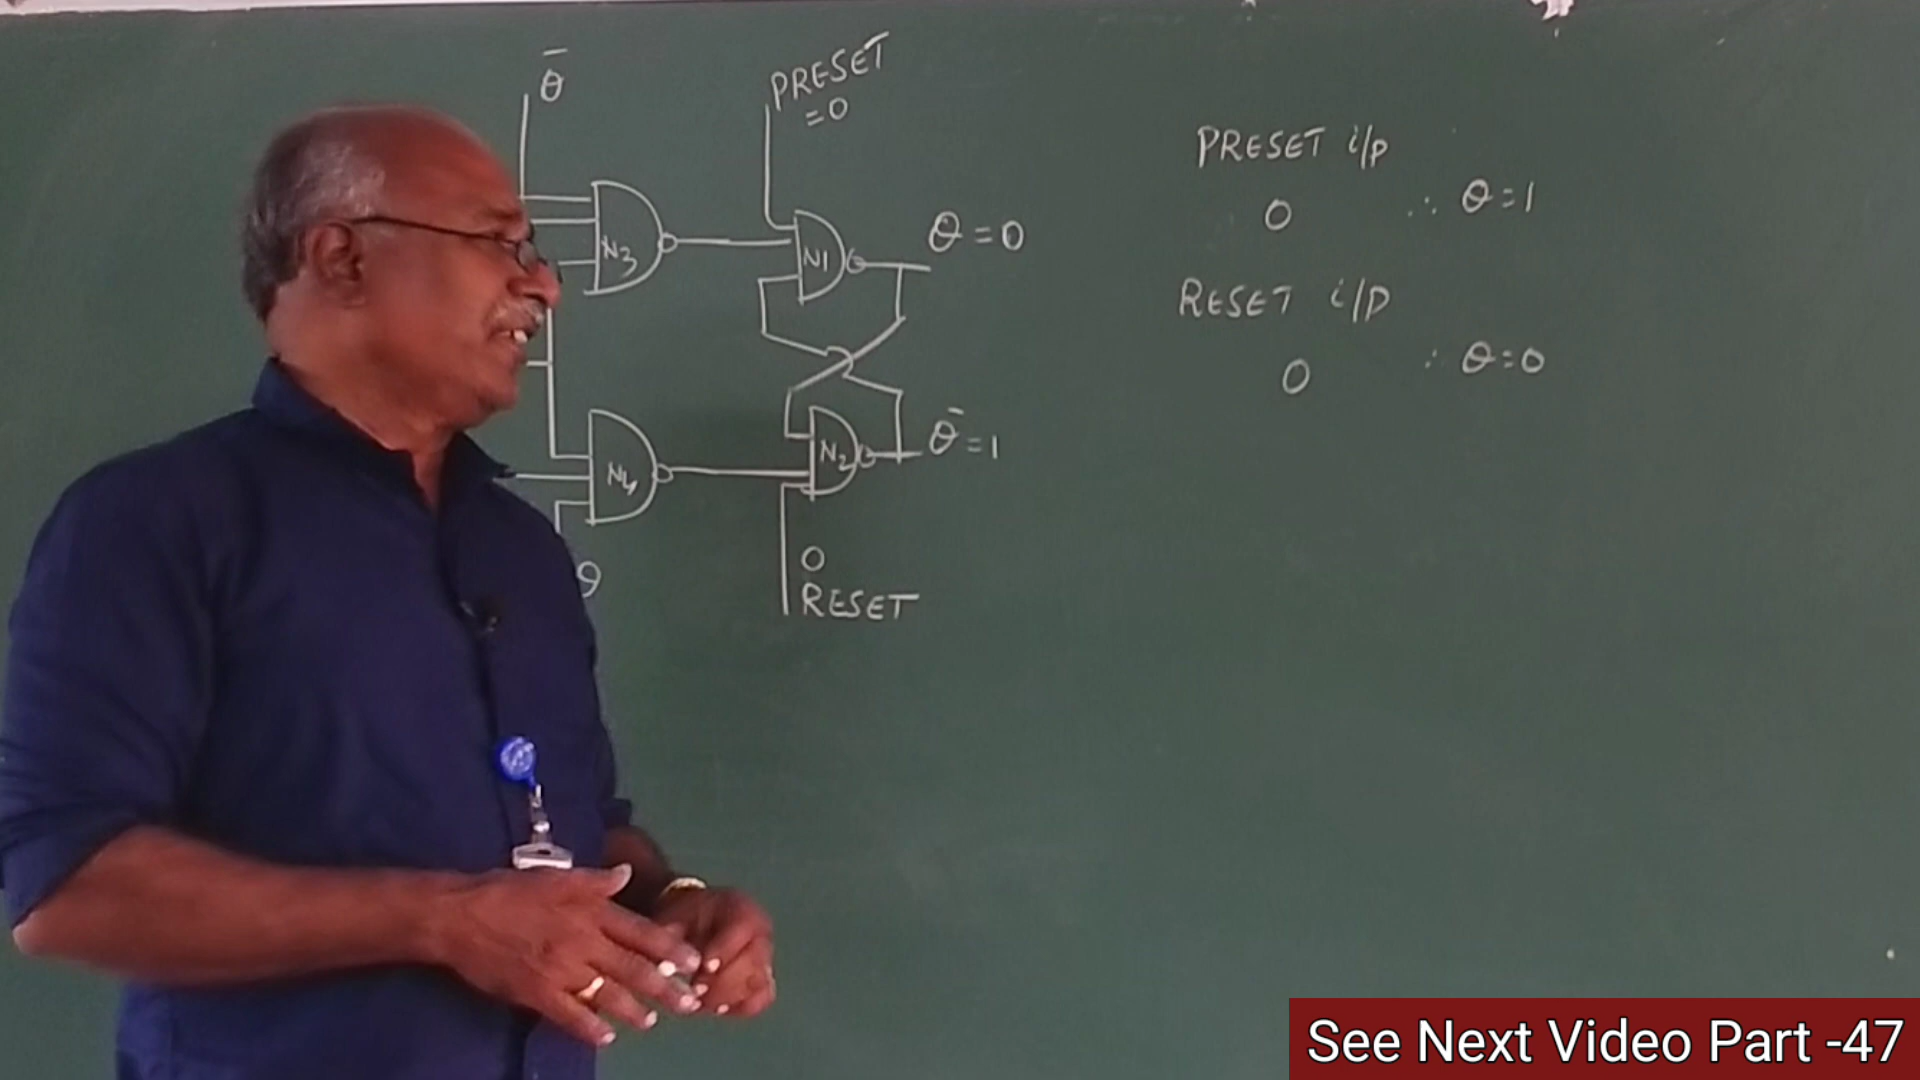 Q̅
PRESET
=0
N3
N1
Q=0
N4
N2
Q̅=1
Q
0
RESET
PRESET i/p
0 ∴ Q=1
RESET i/p
0 ∴ Q=0
See Next Video Part -47